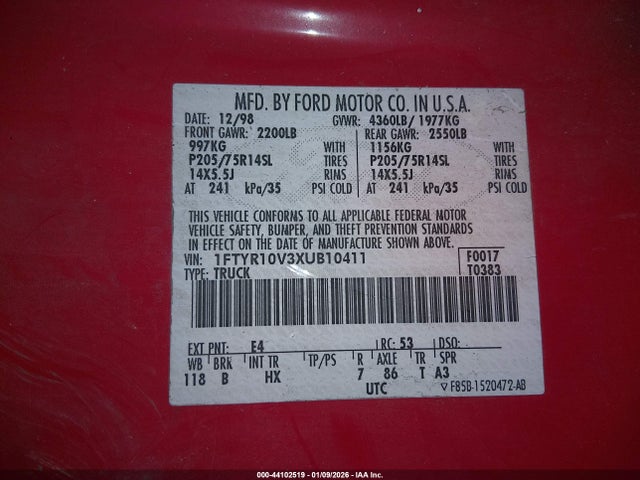 MFD. BY FORD MOTOR CO. IN U.S.A.
DATE: 12/98 GVWR: 4360LB/ 1977KG
FRONT GAWR: 2200LB REAR GAWR: 2550LB
997KG WITH 1156KG WITH
P205/75R14SL TIRES P205/75R14SL TIRES
14X5.5J RIMS 14X5.5J RIMS
AT 241 kPa/35 PSI COLD AT 241 kPa/35 PSI COLD
THIS VEHICLE CONFORMS TO ALL APPLICABLE FEDERAL MOTOR
VEHICLE SAFETY, BUMPER, AND THEFT PREVENTION STANDARDS
IN EFFECT ON THE DATE OF MANUFACTURE SHOWN ABOVE.
VIN: 1FTYR10V3XUB10411 F0017
TYPE: TRUCK T0383
EXT PNT: E4 RC: 53 DSO:
WB BRK INT TR TP/PS R AXLE TR SPR
118 B HX 7 86 T A3
UTC F85B-1520472-AB
000-44102519 - 01/09/2026 - IAA Inc.